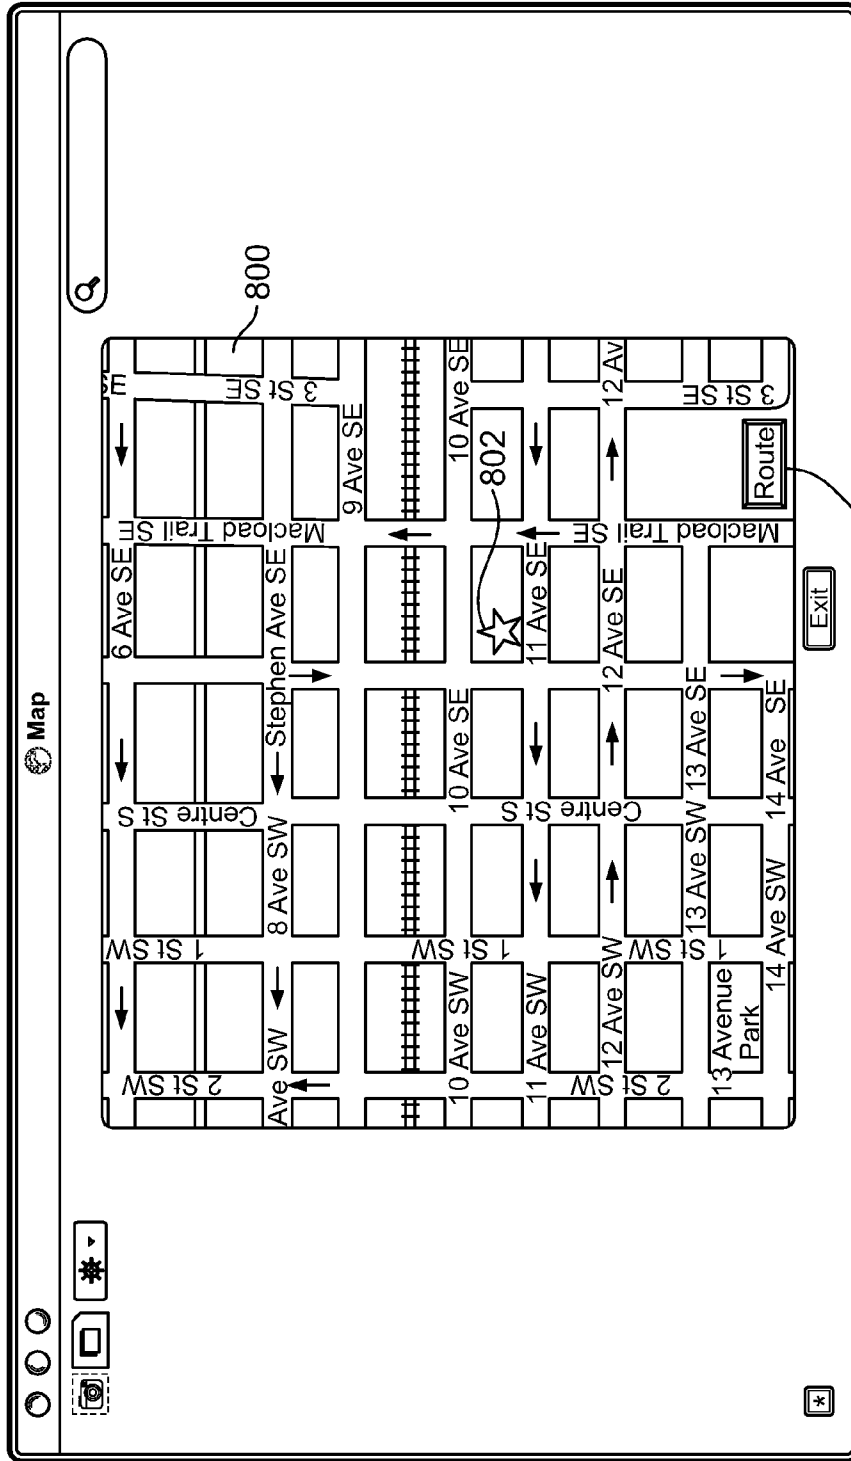 Map
6 Ave SE
SE
2 St SW
1 St SW
Centre St S
Macload Trail SE
3 St SE
800
Ave SW
8 Ave SW
Stephen Ave SE
9 Ave SE
10 Ave SW
1 St SW
10 Ave SE
10 Ave SE
802
11 Ave SW
Centre St S
11 Ave SE
12 Ave SW
12 Ave SE
12 Av
2 St SW
1 St SW
Macload Trail SE
3 St SE
13 Ave SW
13 Ave SE
13 Avenue
Park
Route
14 Ave SW
14 Ave SE
*
Exit